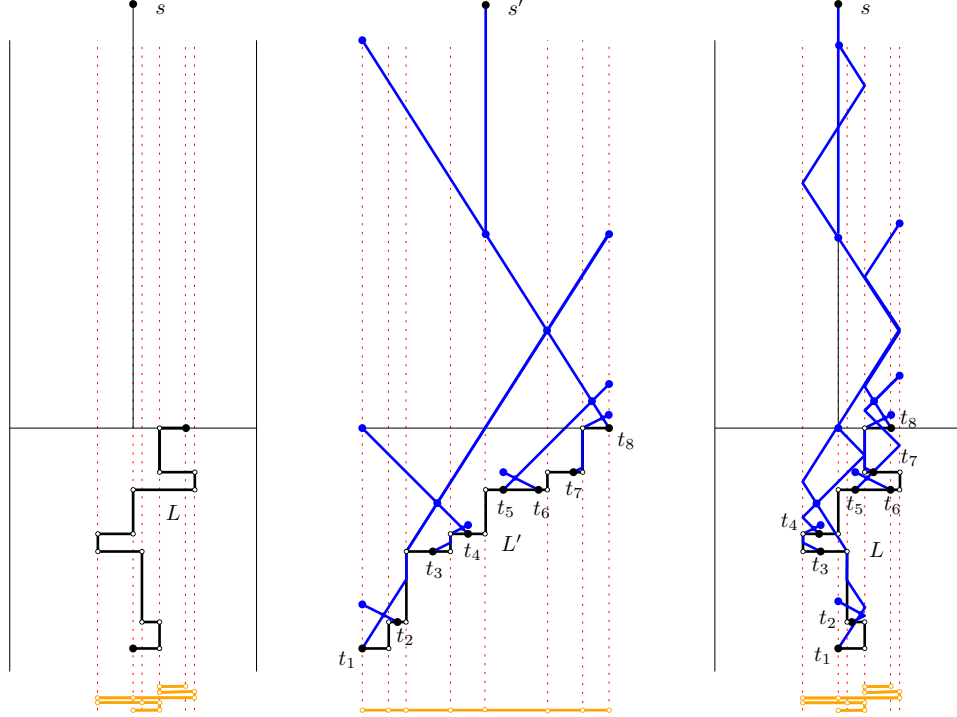 s
s′
s
t₈
t₈
t₇
t₇
L
t₅
t₆
t₅
t₆
t₄
L′
t₄
L
t₃
t₃
t₂
t₂
t₁
t₁